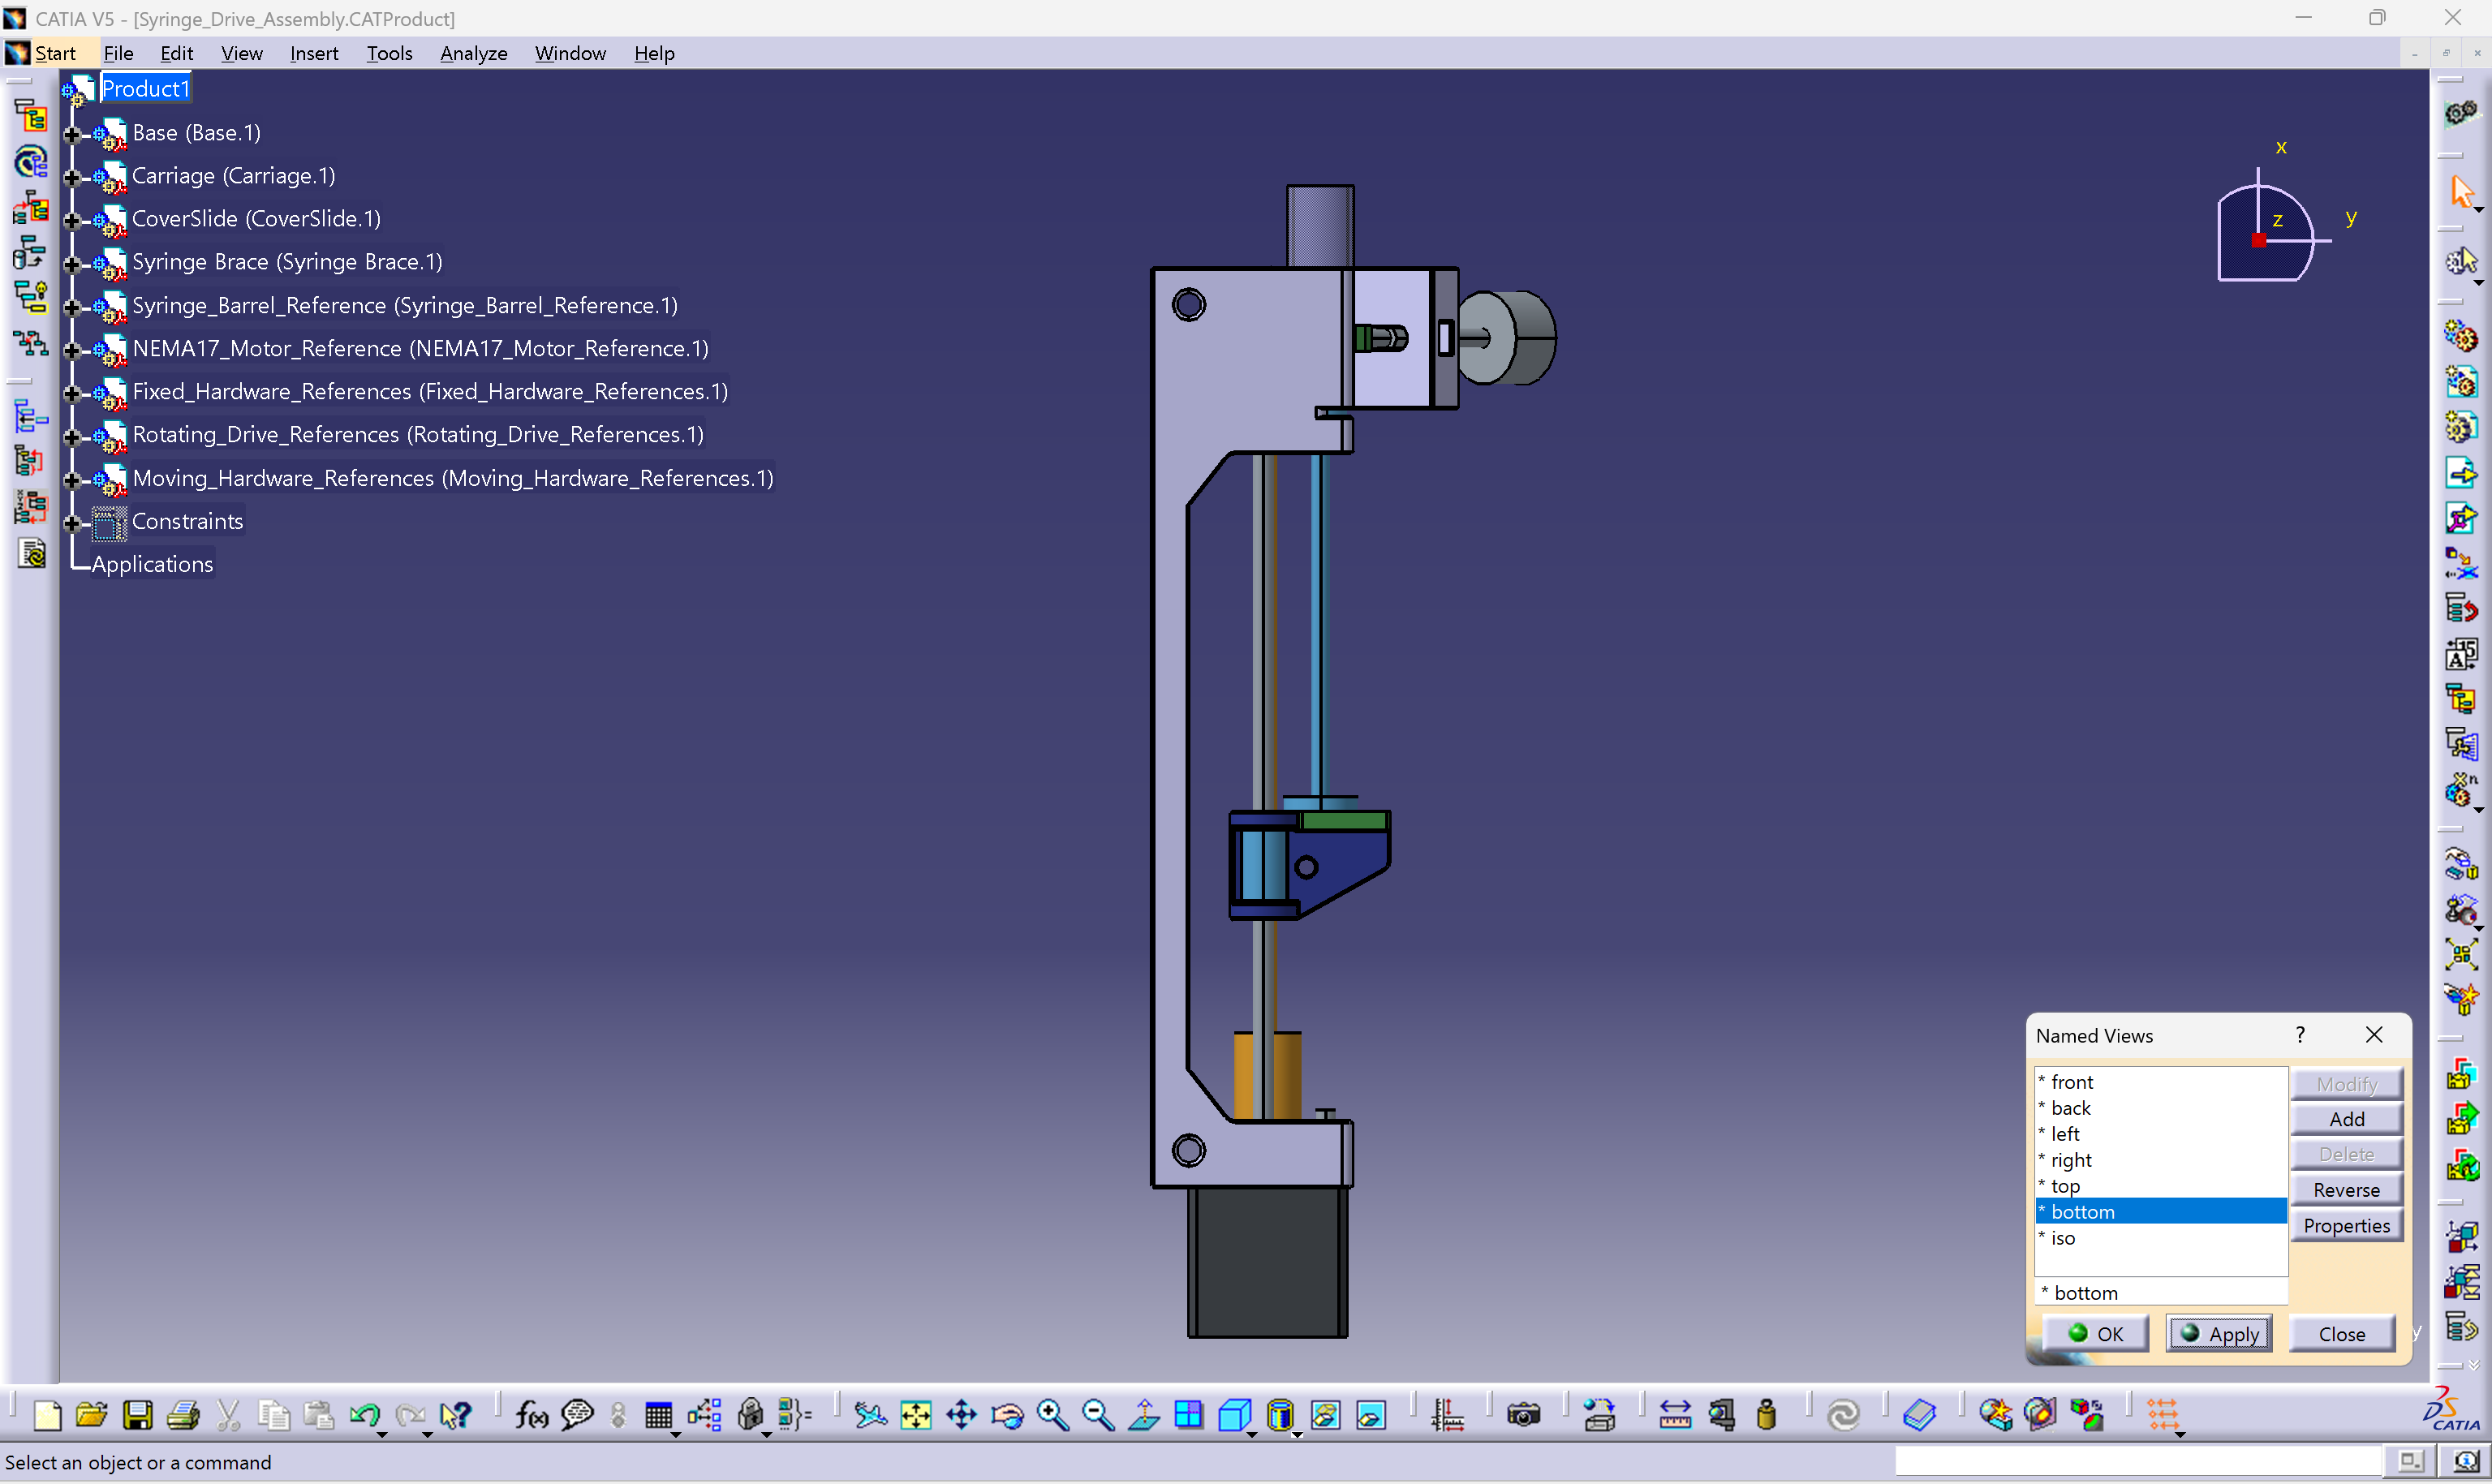 CATIA V5 - [Syringe_Drive_Assembly.CATProduct]
Start File Edit View Insert Tools Analyze Window Help
Product1
Base (Base.1)
Carriage (Carriage.1)
CoverSlide (CoverSlide.1)
Syringe Brace (Syringe Brace.1)
Syringe_Barrel_Reference (Syringe_Barrel_Reference.1)
NEMA17_Motor_Reference (NEMA17_Motor_Reference.1)
Fixed_Hardware_References (Fixed_Hardware_References.1)
Rotating_Drive_References (Rotating_Drive_References.1)
Moving_Hardware_References (Moving_Hardware_References.1)
Constraints
Applications
x
y
z
Named Views ?
* front
* back
* left
* right
* top
* bottom
* iso
Modify
Add
Delete
Reverse
Properties
* bottom
OK Apply Close
y
f(x)
CATIA
Select an object or a command